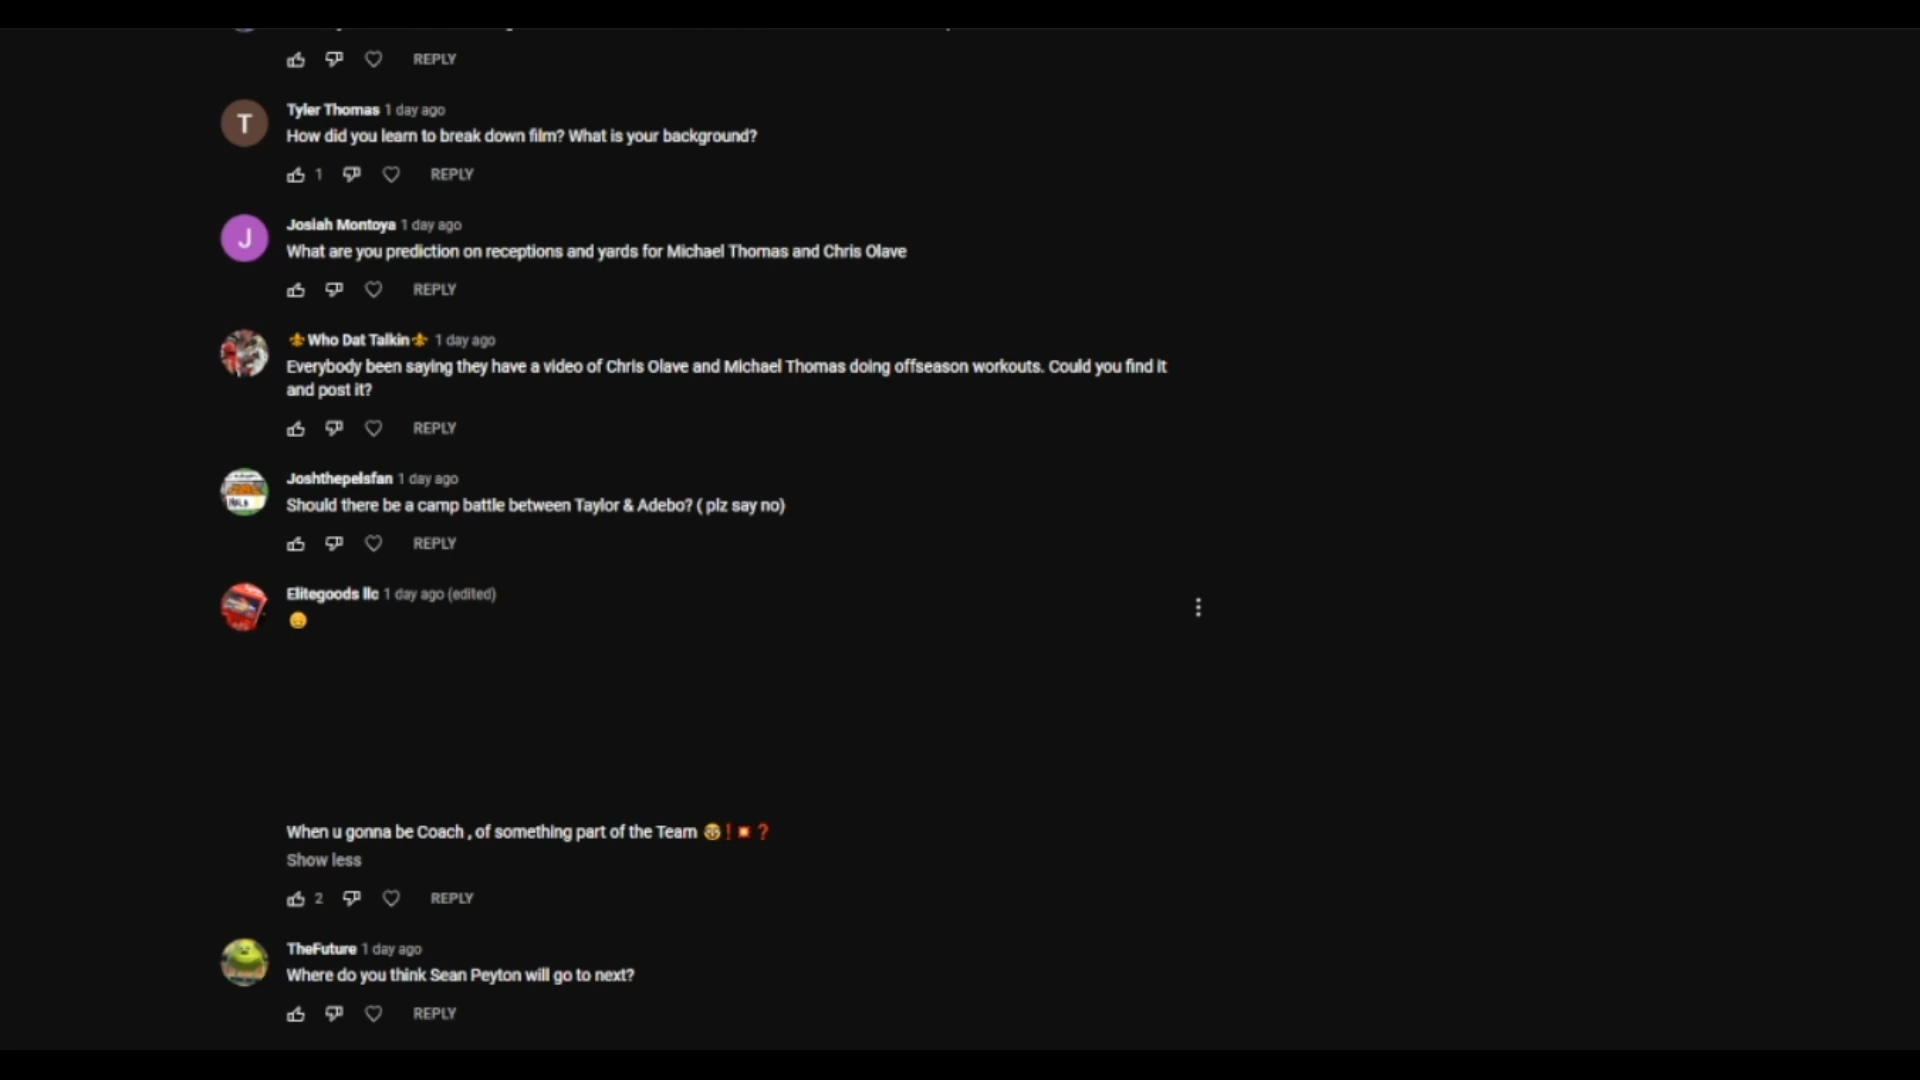 REPLY
T
Tyler Thomas 1 day ago
How did you learn to break down film? What is your background?
1 REPLY
J
Josiah Montoya 1 day ago
What are you prediction on receptions and yards for Michael Thomas and Chris Olave
REPLY
⚜Who Dat Talkin⚜ 1 day ago
Everybody been saying they have a video of Chris Olave and Michael Thomas doing offseason workouts. Could you find it
and post it?
REPLY
Joshthepelsfan 1 day ago
Should there be a camp battle between Taylor & Adebo? ( plz say no)
REPLY
Elitegoods llc 1 day ago (edited)
😞
When u gonna be Coach , of something part of the Team 🐯❗💥❓
Show less
2 REPLY
TheFuture 1 day ago
Where do you think Sean Peyton will go to next?
REPLY